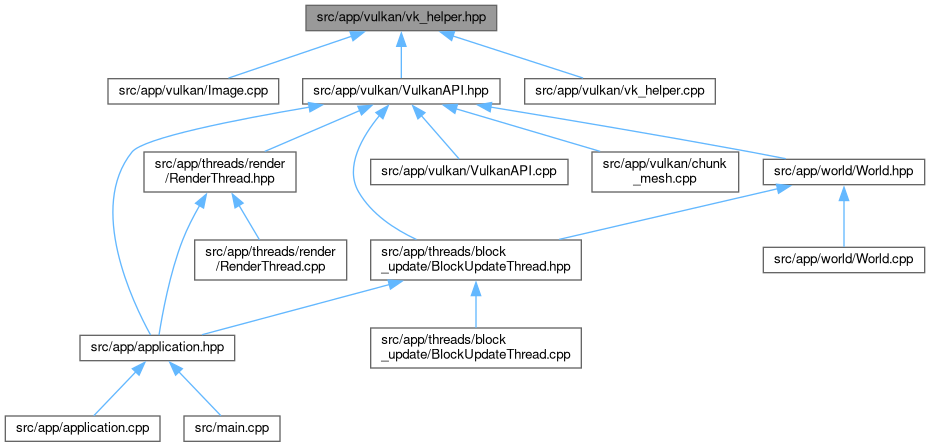 src/app/vulkan/vk_helper.hpp
src/app/vulkan/Image.cpp
src/app/vulkan/VulkanAPI.hpp
src/app/vulkan/vk_helper.cpp
src/app/threads/render
/RenderThread.hpp
src/app/vulkan/VulkanAPI.cpp
src/app/vulkan/chunk
_mesh.cpp
src/app/world/World.hpp
src/app/threads/render
/RenderThread.cpp
src/app/threads/block
_update/BlockUpdateThread.hpp
src/app/world/World.cpp
src/app/application.hpp
src/app/threads/block
_update/BlockUpdateThread.cpp
src/app/application.cpp
src/main.cpp